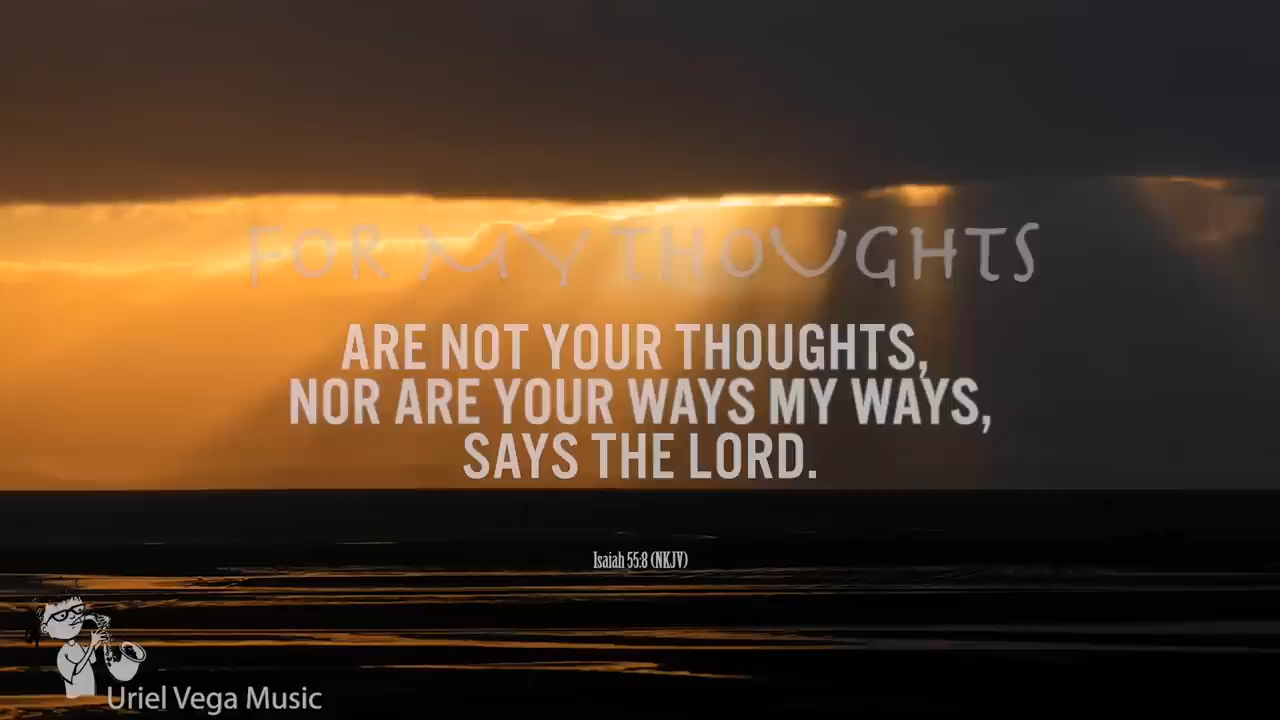 FOR MY THOUGHTS
ARE NOT YOUR THOUGHTS,
NOR ARE YOUR WAYS MY WAYS,
SAYS THE LORD.
Isaiah 55:8 (NKJV)
Uriel Vega Music